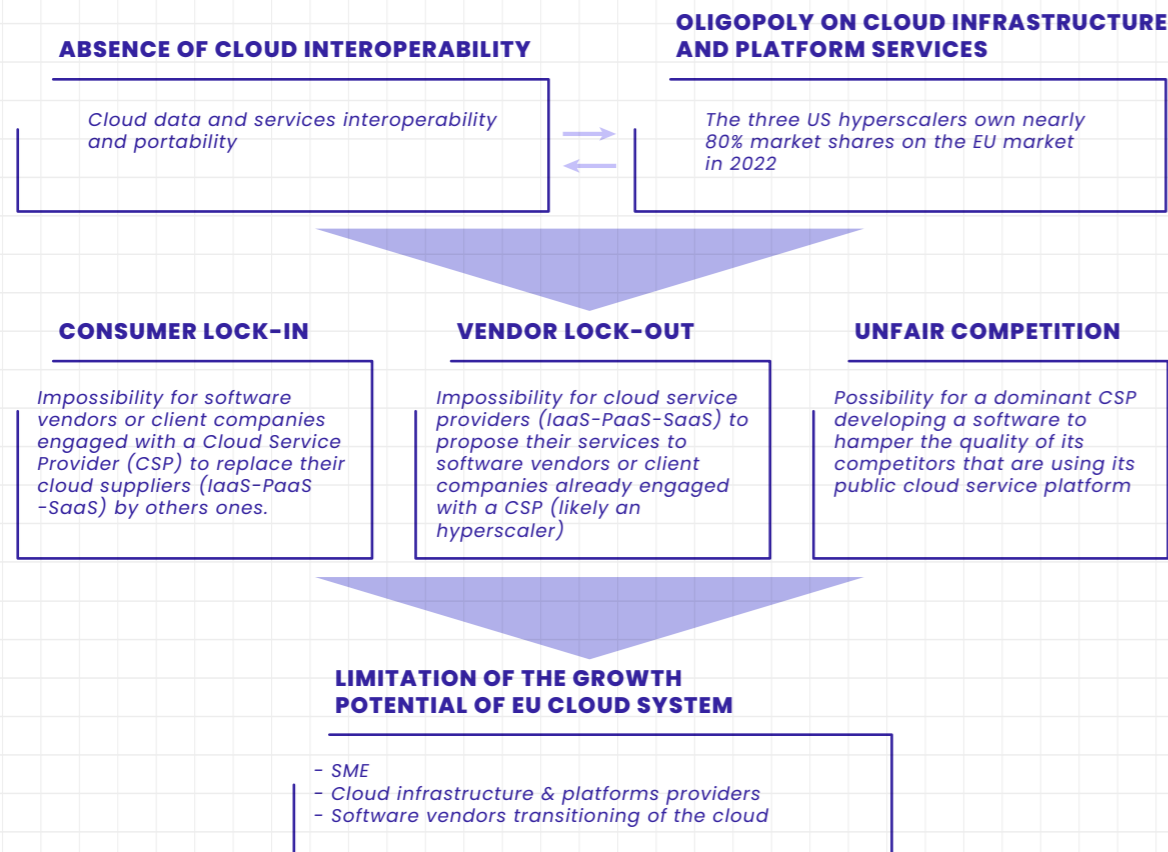 ABSENCE OF CLOUD INTEROPERABILITY
Cloud data and services interoperability
and portability
OLIGOPOLY ON CLOUD INFRASTRUCTURE
AND PLATFORM SERVICES
The three US hyperscalers own nearly
80% market shares on the EU market
in 2022
CONSUMER LOCK-IN
Impossibility for software
vendors or client companies
engaged with a Cloud Service
Provider (CSP) to replace their
cloud suppliers (IaaS-PaaS
-SaaS) by others ones.
VENDOR LOCK-OUT
Impossibility for cloud service
providers (IaaS-PaaS-SaaS) to
propose their services to
software vendors or client
companies already engaged
with a CSP (likely an
hyperscaler)
UNFAIR COMPETITION
Possibility for a dominant CSP
developing a software to
hamper the quality of its
competitors that are using its
public cloud service platform
LIMITATION OF THE GROWTH
POTENTIAL OF EU CLOUD SYSTEM
- SME
- Cloud infrastructure & platforms providers
- Software vendors transitioning of the cloud